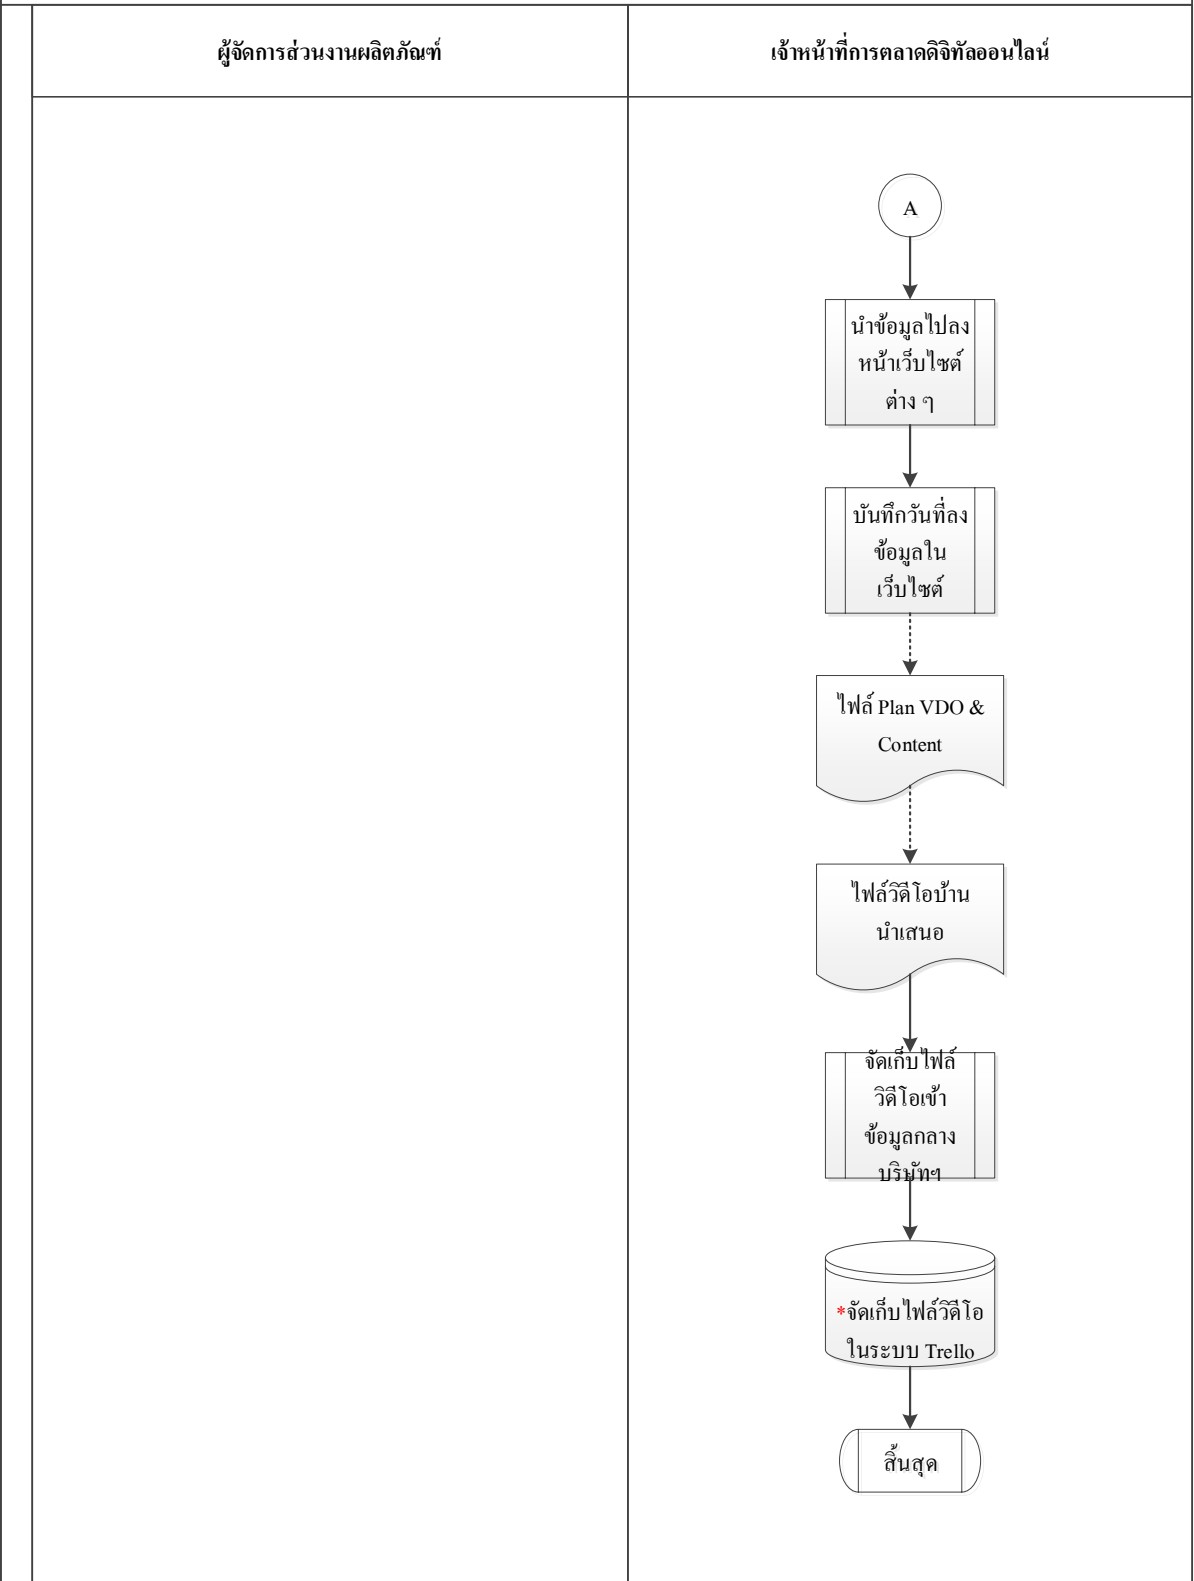 ผู้จัดการส่วนงานผลิตภัณฑ์
เจ้าหน้าที่การตลาดดิจิทัลออนไลน์
A
นำข้อมูลไปลง
หน้าเว็บไซต์
ต่าง ๆ
บันทึกวันที่ลง
ข้อมูลใน
เว็บไซต์
ไฟล์ Plan VDO &
Content
ไฟล์วิดีโอบ้าน
นำเสนอ
จัดเก็บไฟล์
วิดีโอเข้า
ข้อมูลกลาง
บริษัทฯ
*จัดเก็บไฟล์วิดีโอ
ในระบบ Trello
สิ้นสุด